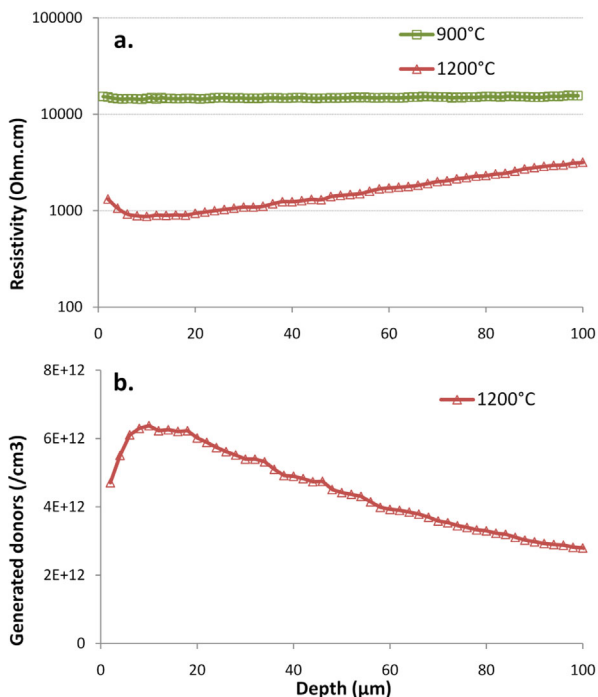 100000
a.
900°C
1200°C
10000
Resistivity (Ohm.cm)
1000
100
0
20
40
60
80
100
8E+12
b.
1200°C
6E+12
Generated donors (/cm3)
4E+12
2E+12
0
0
20
40
60
80
100
Depth (µm)